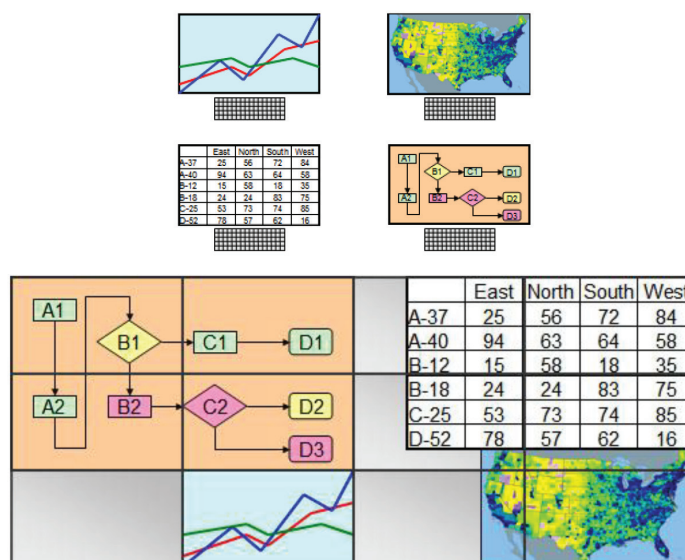 East North South West
A-37 25 56 72 84
A-40 94 63 64 58
B-12 15 58 18 35
B-18 24 24 83 75
C-25 53 73 74 85
D-52 78 57 62 16
A1
B1 C1 D1
A2 B2 C2 D2
D3
A1
B1 C1 D1
A2 B2 C2 D2
D3
East North South West
A-37 25 56 72 84
A-40 94 63 64 58
B-12 15 58 18 35
B-18 24 24 83 75
C-25 53 73 74 85
D-52 78 57 62 16